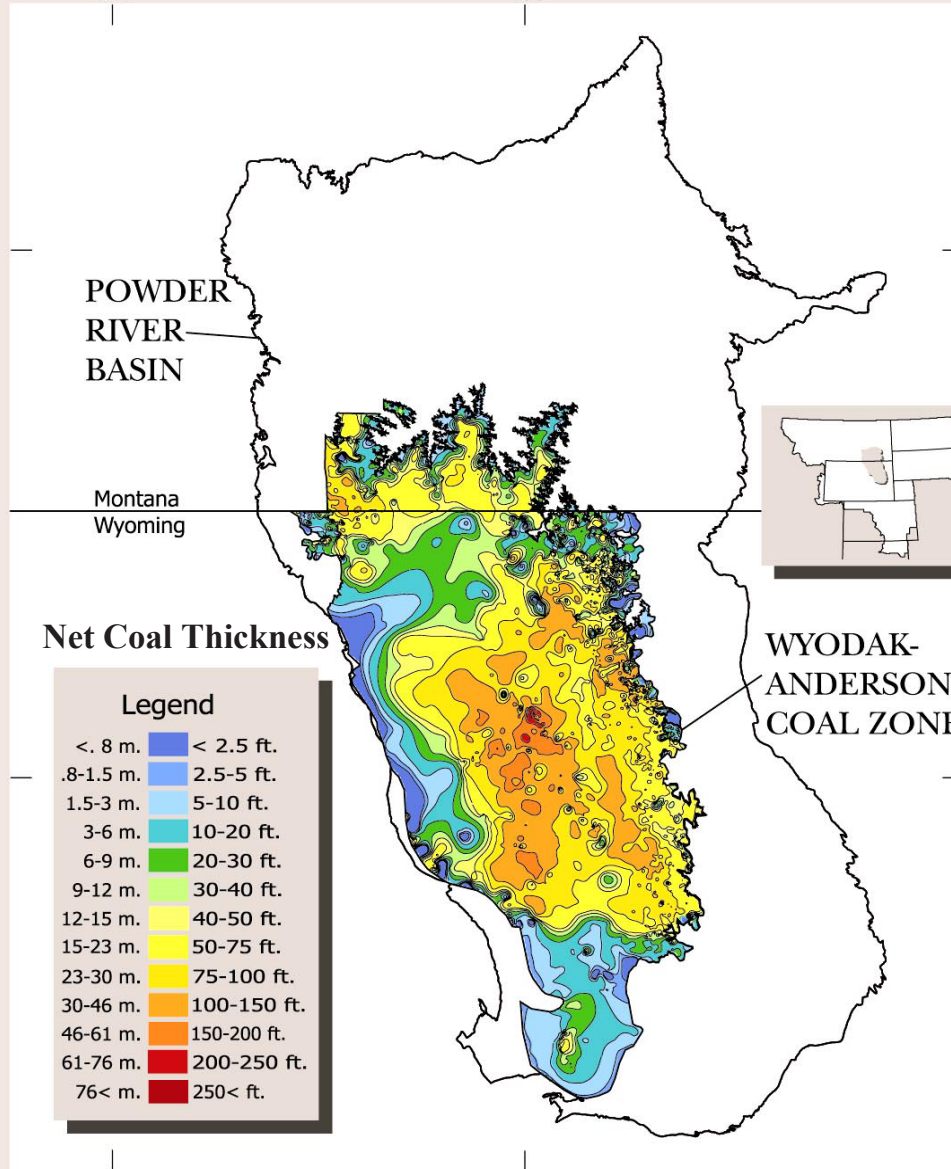 POWDER
RIVER
BASIN
Montana
Wyoming
Net Coal Thickness
WYODAK-
ANDERSON
COAL ZON
Legend
<. 8 m. < 2.5 ft.
.8-1.5 m. 2.5-5 ft.
1.5-3 m. 5-10 ft.
3-6 m. 10-20 ft.
6-9 m. 20-30 ft.
9-12 m. 30-40 ft.
12-15 m. 40-50 ft.
15-23 m. 50-75 ft.
23-30 m. 75-100 ft.
30-46 m. 100-150 ft.
46-61 m. 150-200 ft.
61-76 m. 200-250 ft.
76< m. 250< ft.